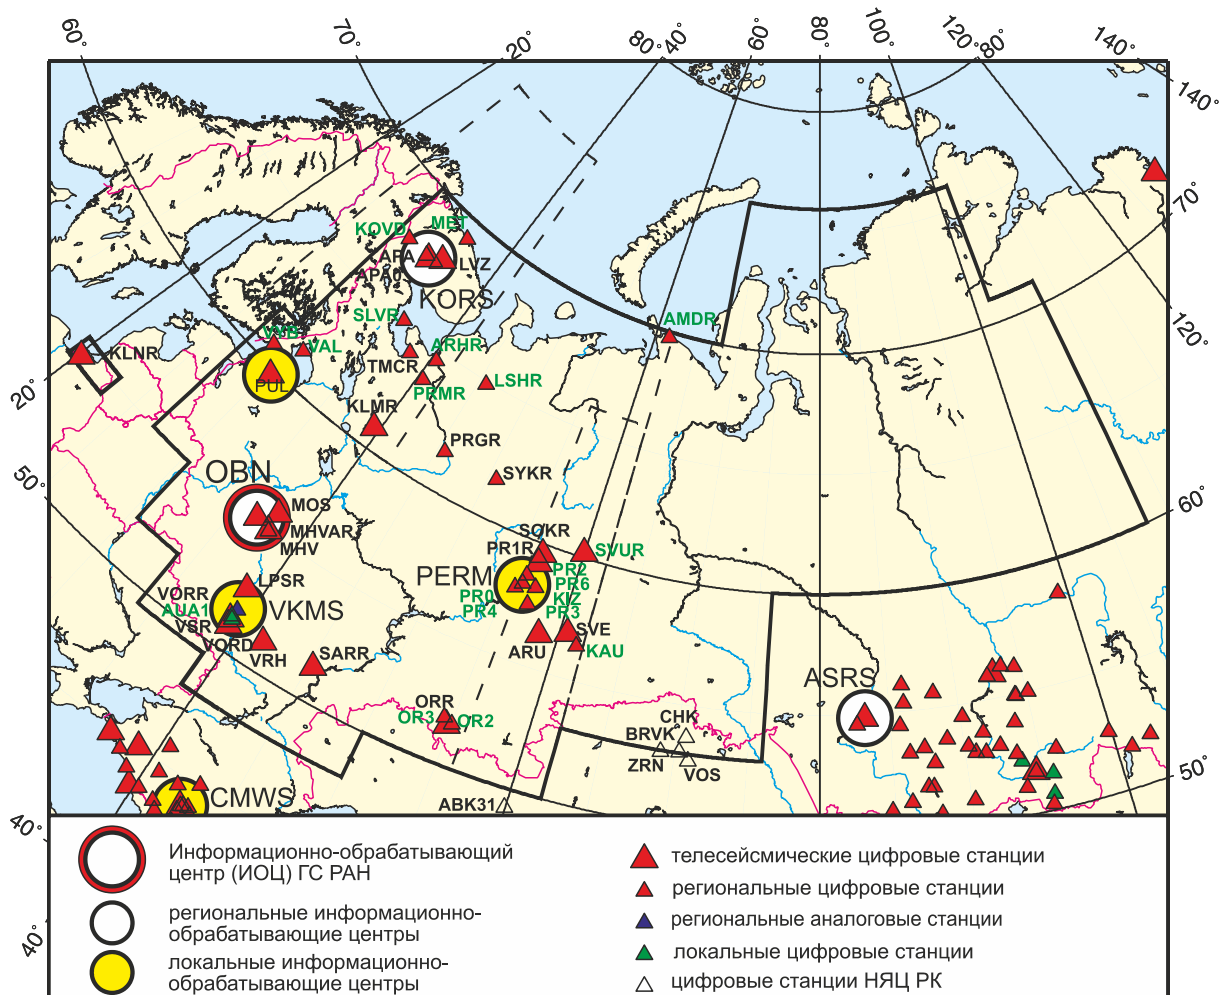 60°
70°
20°
80°
40°
60°
80°
100°
120°
80°
140°
140°
70°
120°
60°
50°
20°
50°
40°
40°
KOVD
MET
APA
APA0
LVZ
KORS
SLVR
AMDR
VYB
VAL
ARHR
KLNR
TMCR
PUL
PRMR
LSHR
KLMR
PRGR
SYKR
OBN
MOS
MHVAR
MHV
SOKR
PR1R
SVUR
PERM
PR2
PR6
PR0
KIZ
PR4
PR3
LPSR
VORR
AUA1
VKMS
VSR
VORD
VRH
SARR
ARU
SVE
KAU
ASRS
ORR
OR3
OR2
CHK
BRVK
ZRN
VOS
CMWS
ABK31
Информационно-обрабатывающий
центр (ИОЦ) ГС РАН
региональные информационно-
обрабатывающие центры
локальные информационно-
обрабатывающие центры
телесейсмические цифровые станции
региональные цифровые станции
региональные аналоговые станции
локальные цифровые станции
цифровые станции НЯЦ РК